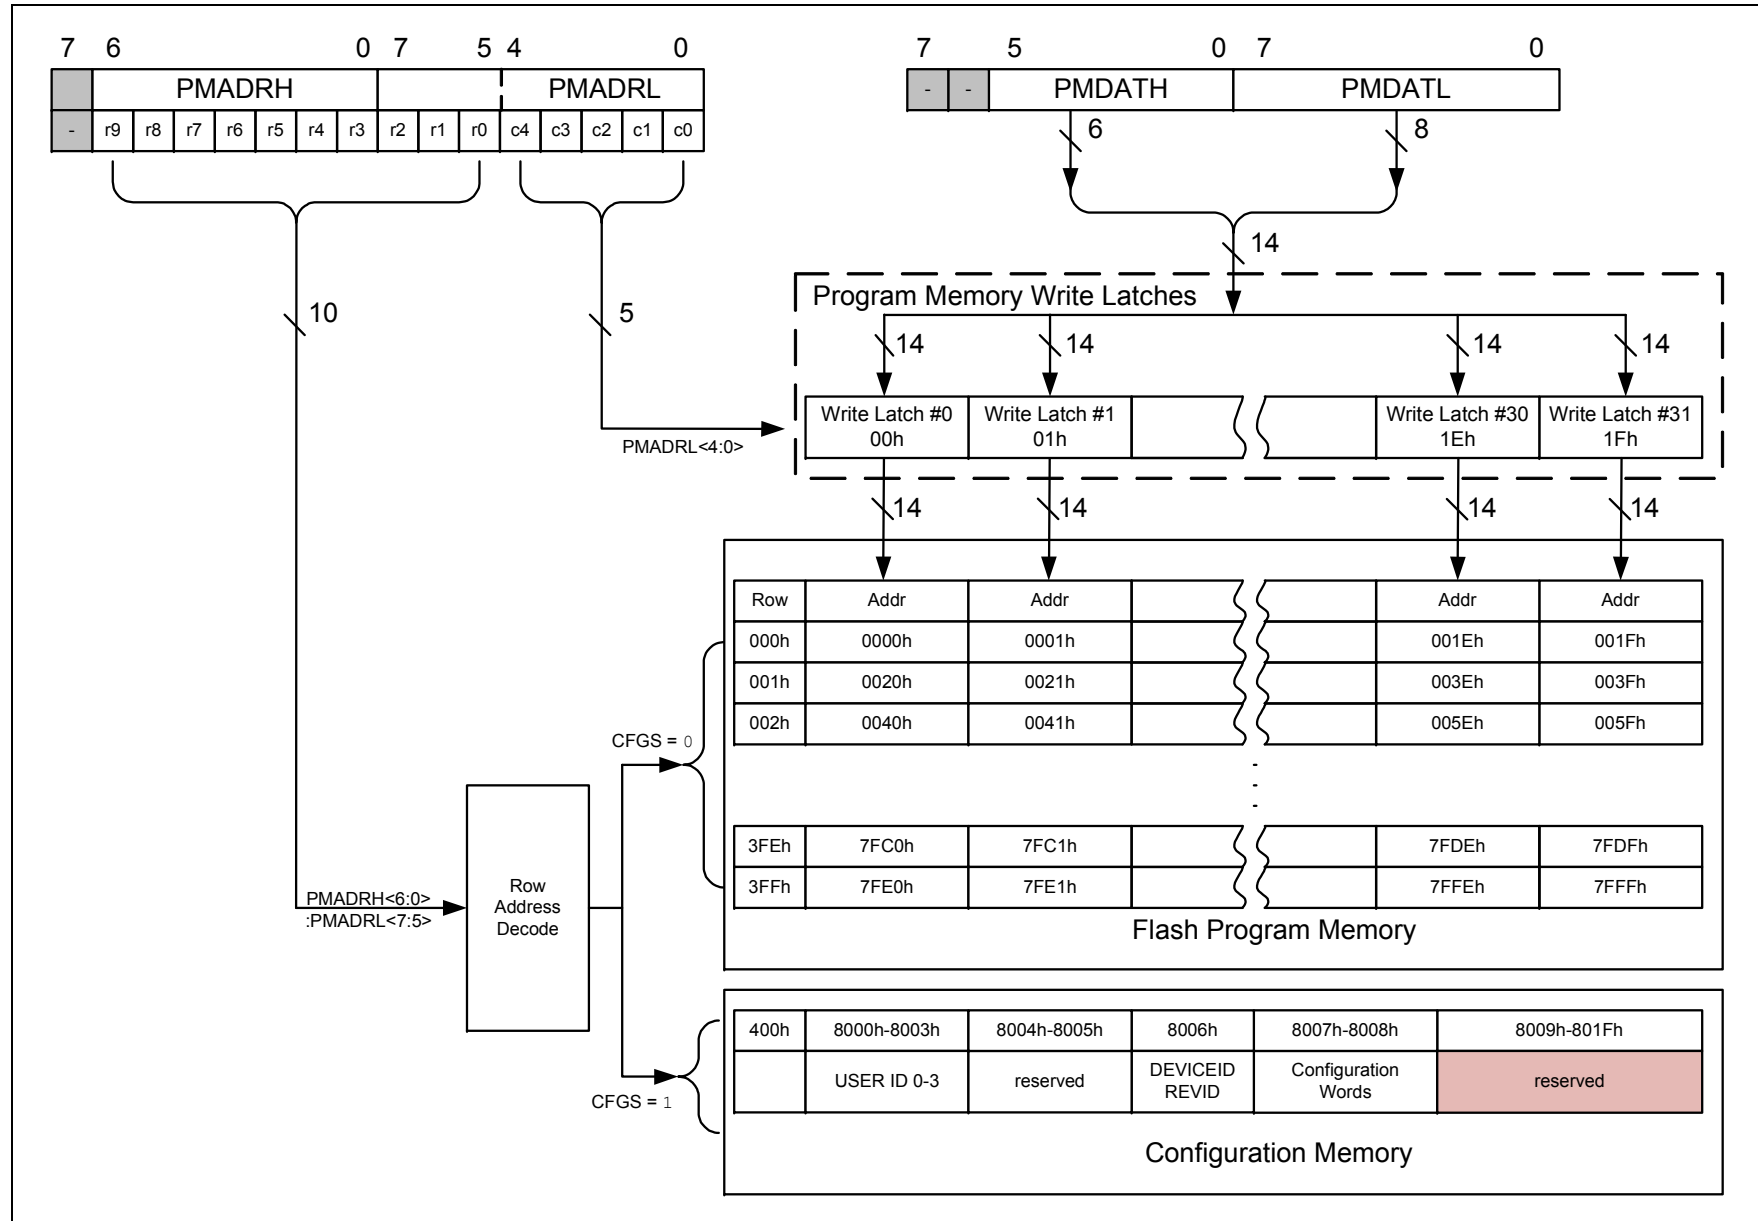 7 6 0 7 5 4 0
PMADRH PMADRL
- r9 r8 r7 r6 r5 r4 r3 r2 r1 r0 c4 c3 c2 c1 c0
7 5 0 7 0
- - PMDATH PMDATL
6 8
14
10
5
PMADRL<4:0>
Program Memory Write Latches
14 14 14 14
Write Latch #0 Write Latch #1 Write Latch #30 Write Latch #31
00h 01h 1Eh 1Fh
14 14 14 14
Row Addr Addr Addr Addr
000h 0000h 0001h 001Eh 001Fh
001h 0020h 0021h 003Eh 003Fh
002h 0040h 0041h 005Eh 005Fh
CFGS = 0
3FEh 7FC0h 7FC1h 7FDEh 7FDFh
3FFh 7FE0h 7FE1h 7FFEh 7FFFh
Flash Program Memory
PMADRH<6:0>
:PMADRL<7:5>
Row
Address
Decode
400h 8000h-8003h 8004h-8005h 8006h 8007h-8008h 8009h-801Fh
USER ID 0-3 reserved DEVICEID Configuration reserved
REVID Words
CFGS = 1
Configuration Memory